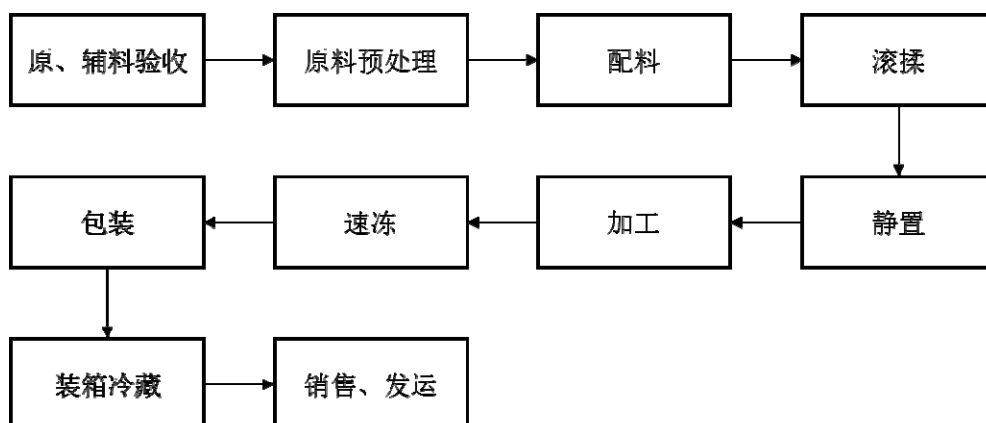 原、辅料验收
原料预处理
配料
滚揉
静置
加工
速冻
包装
装箱冷藏
销售、发运